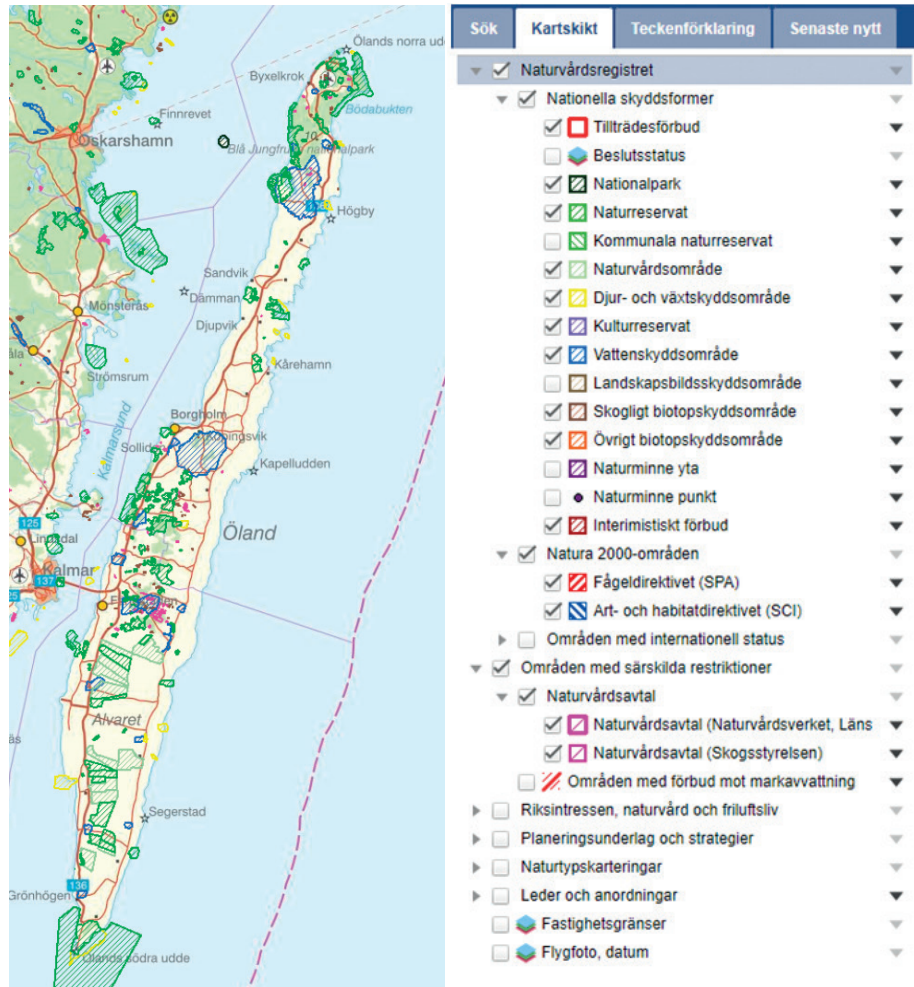 Ölands norra udde
Byxelkrok
Bödabukten
Finnrevet
Oskarshamn
Blå Jungfrun nationalpark
Högby
Sandvik
Dämman
Mönsterås
Djupvik
Kårehamn
Strömsrum
Borgholm
Kalmarsund
Kapelludden
125
Öland
Kalmar
137
Alvaret
Segerstad
136
Grönhögen
Ölands södra udde
Sök
Kartskikt
Teckenförklaring
Senaste nytt
Naturvårdsregistret
Nationella skyddsformer
Tillträdesförbud
Beslutsstatus
Nationalpark
Naturreservat
Kommunala naturreservat
Naturvårdsområde
Djur- och växtskyddsområde
Kulturreservat
Vattenskyddsområde
Landskapsbildsskyddsområde
Skogligt biotopskyddsområde
Övrigt biotopskyddsområde
Naturminne yta
Naturminne punkt
Interimistiskt förbud
Natura 2000-områden
Fågeldirektivet (SPA)
Art- och habitatdirektivet (SCI)
Områden med internationell status
Områden med särskilda restriktioner
Naturvårdsavtal
Naturvårdsavtal (Naturvårdsverket, Läns
Naturvårdsavtal (Skogsstyrelsen)
Områden med förbud mot markavvattning
Riksintressen, naturvård och friluftsliv
Planeringsunderlag och strategier
Naturtypskarteringar
Leder och anordningar
Fastighetsgränser
Flygfoto, datum